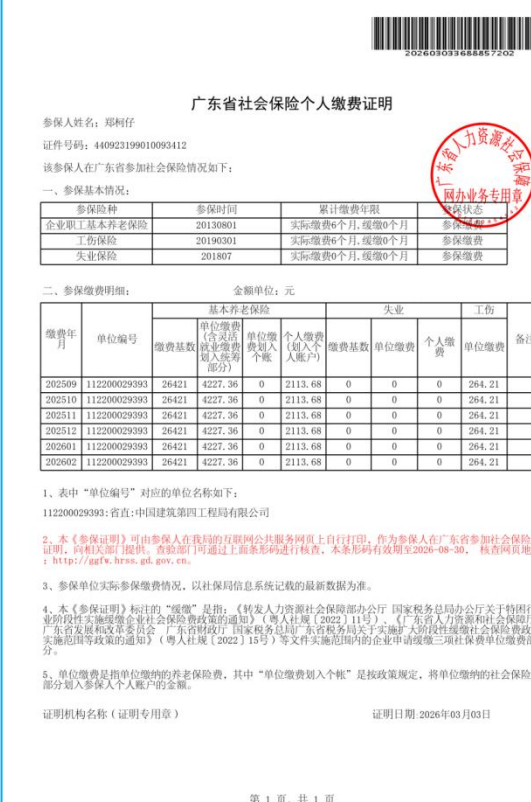 202603033688857202
广东省社会保险个人缴费证明
参保人姓名：郑柯仔
证件号码：440923199010093412
该参保人在广东省参加社会保险情况如下：
广东省人力资源社会保障
网办业务专用章
一、参保基本情况：
参保险种 参保时间 累计缴费年限 参保状态
企业职工基本养老保险 20130801 实际缴费6个月,缓缴0个月 参保缴费
工伤保险 20190301 实际缴费6个月,缓缴0个月 参保缴费
失业保险 201807 实际缴费0个月,缓缴0个月 参保缴费
二、参保缴费明细： 金额单位：元
缴费年月 单位编号 基本养老保险 失业 工伤 备注
缴费基数 单位缴费(含灵活就业缴费划入统筹部分) 单位缴费划入个账 个人缴费(划入个人账户) 缴费基数 单位缴费 个人缴费 单位缴费
202509 112200029393 26421 4227.36 0 2113.68 0 0 0 264.21
202510 112200029393 26421 4227.36 0 2113.68 0 0 0 264.21
202511 112200029393 26421 4227.36 0 2113.68 0 0 0 264.21
202512 112200029393 26421 4227.36 0 2113.68 0 0 0 264.21
202601 112200029393 26421 4227.36 0 2113.68 0 0 0 264.21
202602 112200029393 26421 4227.36 0 2113.68 0 0 0 264.21
1、表中“单位编号”对应的单位名称如下：
112200029393:省直:中国建筑第四工程局有限公司
2、本《参保证明》可由参保人在我局的互联网公共服务网页上自行打印，作为参保人在广东省参加社会保险
证明，向相关部门提供。查验部门可通过上面条形码进行核查，本条形码有效期至2026-08-30， 核查网页地
：http://ggfw.hrss.gd.gov.cn。
3、参保单位实际参保缴费情况，以社保局信息系统记载的最新数据为准。
4、本《参保证明》标注的“缓缴”是指：《转发人力资源社会保障部办公厅 国家税务总局办公厅关于特困行
业阶段性实施缓缴企业社会保险费政策的通知》（粤人社规〔2022〕11号）、《广东省人力资源和社会保障厅
广东省发展和改革委员会 广东省财政厅 国家税务总局广东省税务局关于实施扩大阶段性缓缴社会保险费政
实施范围等政策的通知》（粤人社规〔2022〕15号）等文件实施范围内的企业申请缓缴三项社保费单位缴费部
分。
5、单位缴费是指单位缴纳的养老保险费，其中“单位缴费划入个帐”是按政策规定，将单位缴纳的社会保险
部分划入参保人个人账户的金额。
证明机构名称（证明专用章） 证明日期:2026年03月03日
第 1 页，共 1 页